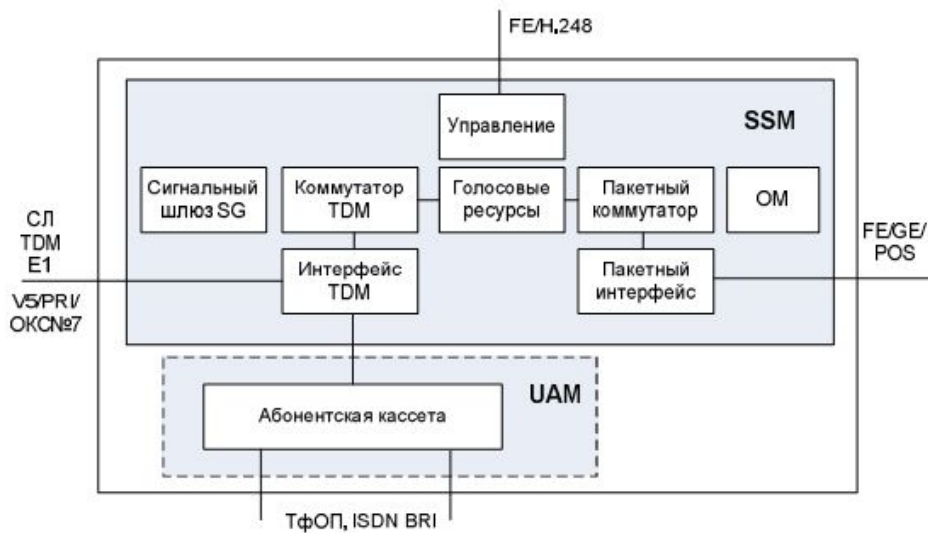 FE/H.248
Управление
SSM
Сигнальный
шлюз SG
Коммутатор
TDM
Голосовые
ресурсы
Пакетный
коммутатор
ОМ
СЛ
TDM
E1
V5/PRI/
ОКС№7
Интерфейс
TDM
Пакетный
интерфейс
FE/GE/
POS
UAM
Абонентская кассета
ТфОП, ISDN BRI